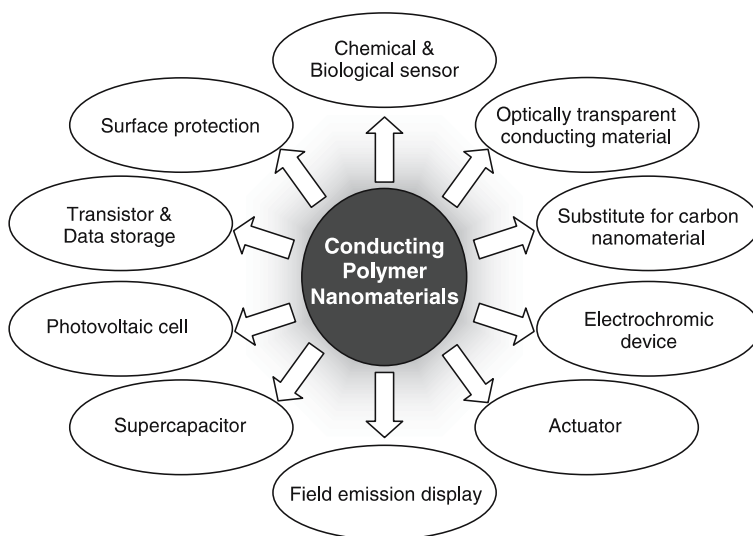 Chemical &
Biological sensor
Optically transparent
conducting material
Substitute for carbon
nanomaterial
Electrochromic
device
Actuator
Field emission display
Supercapacitor
Photovoltaic cell
Transistor &
Data storage
Surface protection
Conducting
Polymer
Nanomaterials